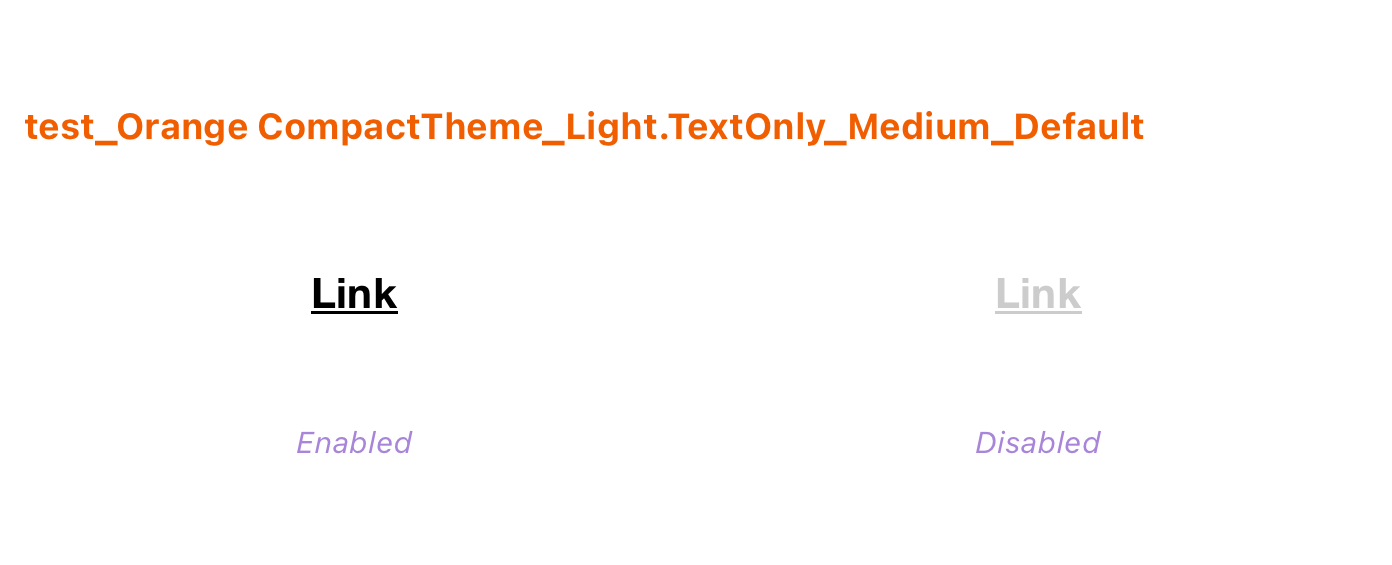 test_Orange CompactTheme_Light.TextOnly_Medium_Default
Link Link
Enabled Disabled